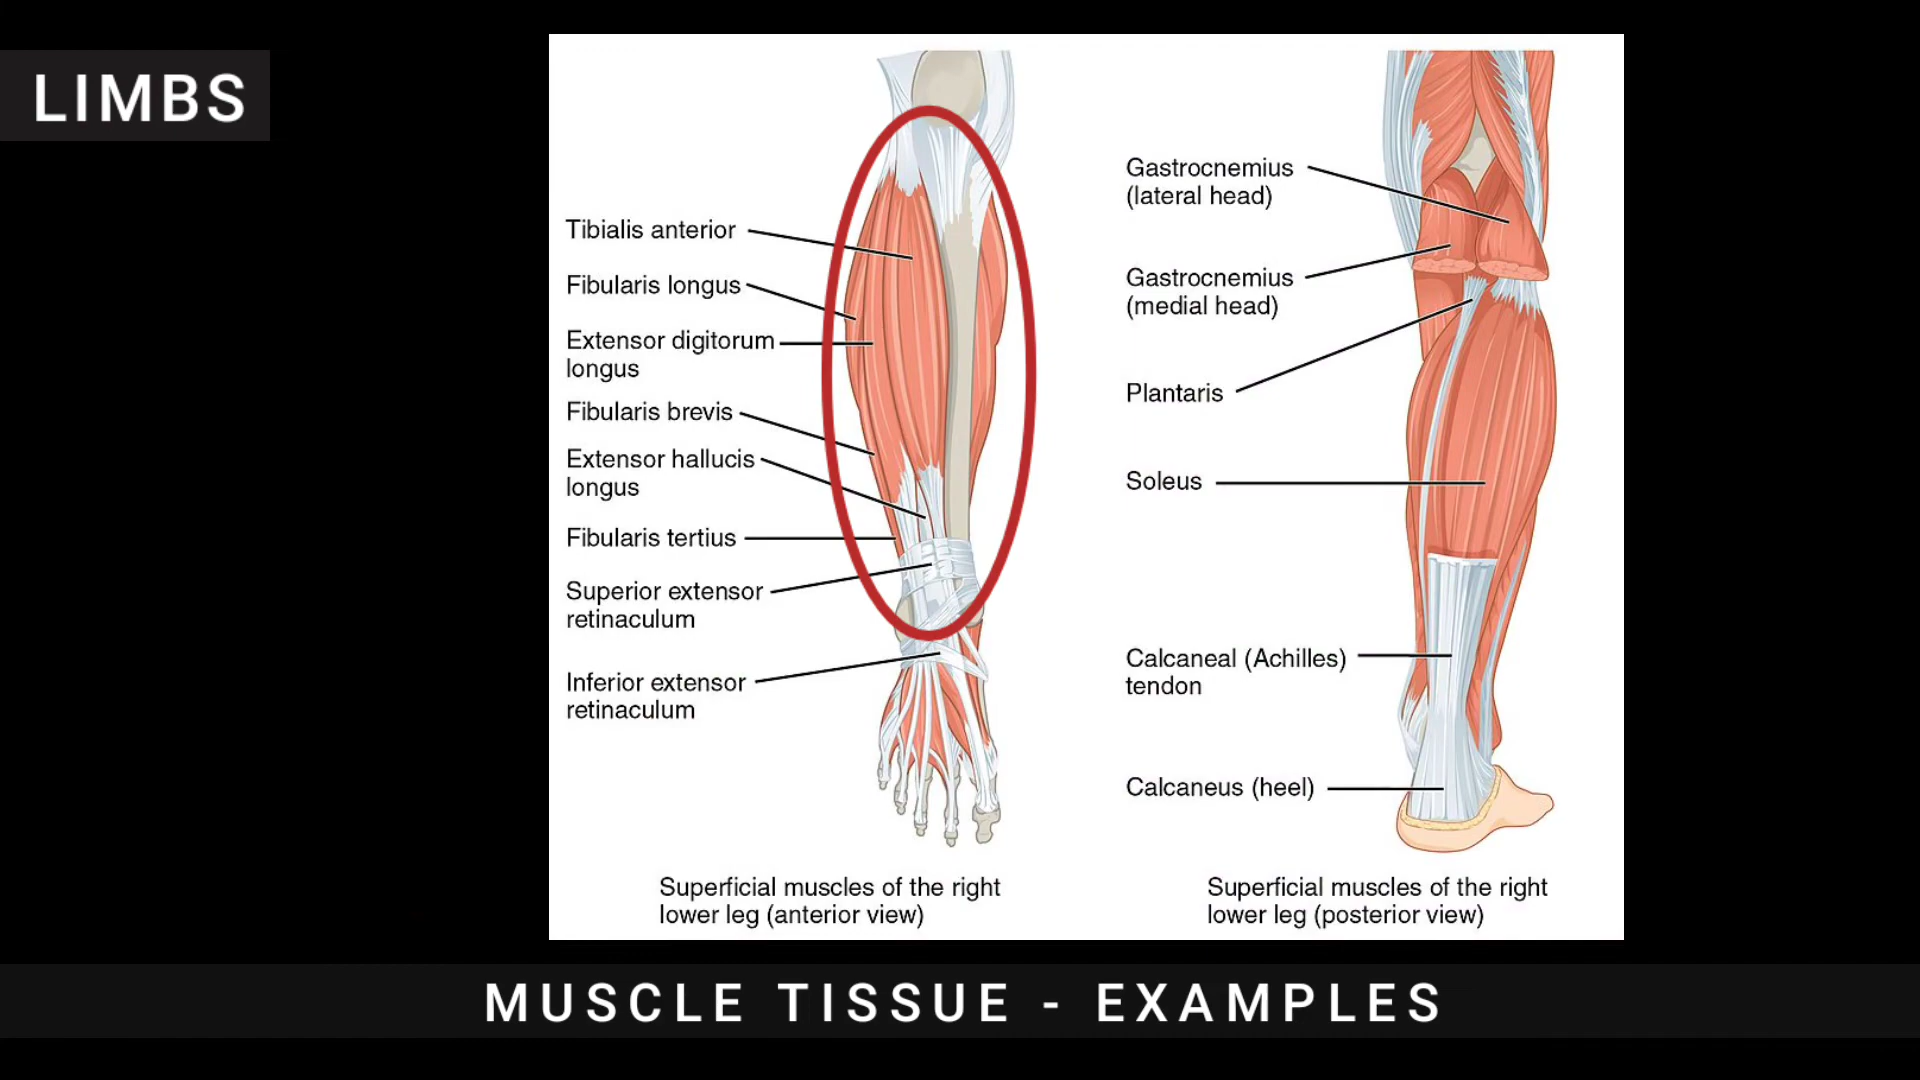 LIMBS
Tibialis anterior
Fibularis longus
Extensor digitorum
longus
Fibularis brevis
Extensor hallucis
longus
Fibularis tertius
Superior extensor
retinaculum
Inferior extensor
retinaculum
Superficial muscles of the right
lower leg (anterior view)
Gastrocnemius
(lateral head)
Gastrocnemius
(medial head)
Plantaris
Soleus
Calcaneal (Achilles)
tendon
Calcaneus (heel)
Superficial muscles of the right
lower leg (posterior view)
MUSCLE TISSUE - EXAMPLES